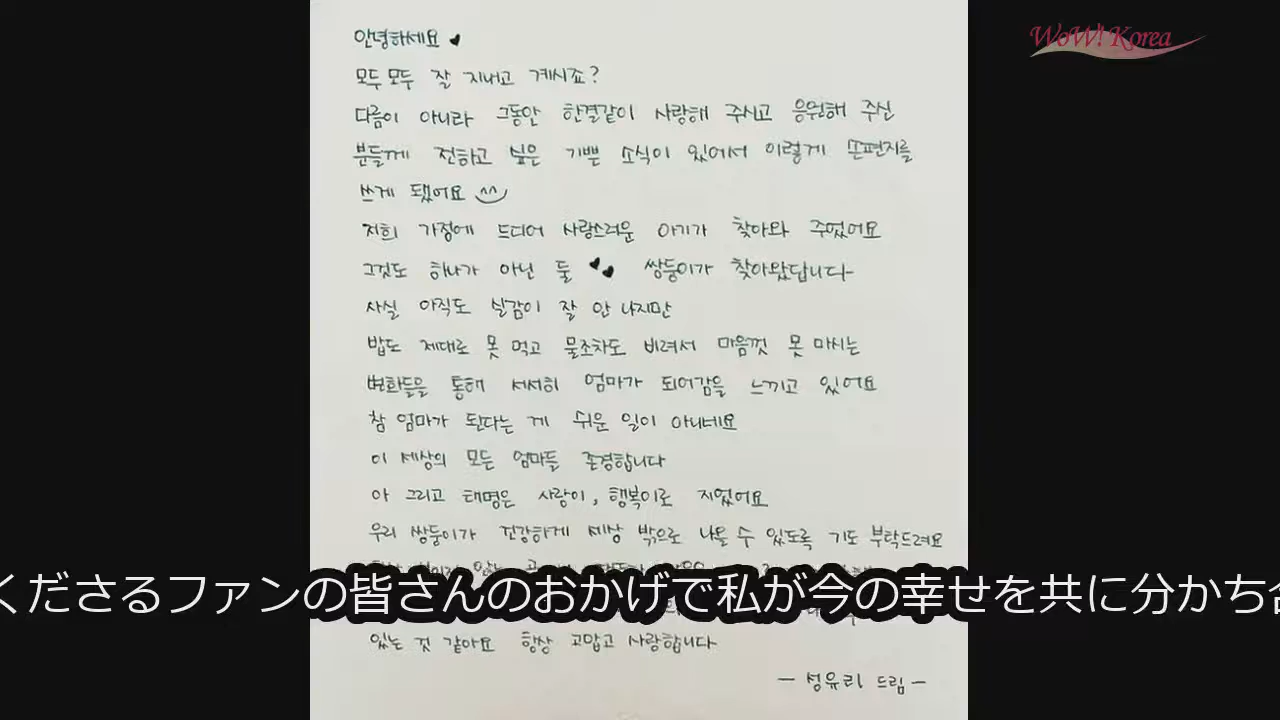 WoW! Korea
안녕하세요 ♥
모두모두 잘 지내고 계시죠?
다름이 아니라 그동안 한결같이 사랑해 주시고 응원해 주신
분들께 전하고 싶은 기쁜 소식이 있어서 이렇게 손편지를
쓰게 됐어요 ^^
저희 가정에 드디어 사랑스러운 아기가 찾아와 주었어요
그것도 하나가 아닌 둘 ♥♥ 쌍둥이가 찾아왔답니다
사실 아직도 실감이 잘 안 나지만
밥도 제대로 못 먹고 물조차도 비려서 마음껏 못 마시는
변화들을 통해 서서히 엄마가 되어감을 느끼고 있어요
참 엄마가 된다는 게 쉬운 일이 아니네요
이 세상의 모든 엄마들 존경합니다
아 그리고 태명은 사랑이, 행복이로 지었어요
우리 쌍둥이가 건강하게 세상 밖으로 나올 수 있도록 기도 부탁드려요
くださるファンの皆さんのおかげで私が今の幸せを共に分かち合
있는 것 같아요 항상 고맙고 사랑합니다
- 성유리 드림 -